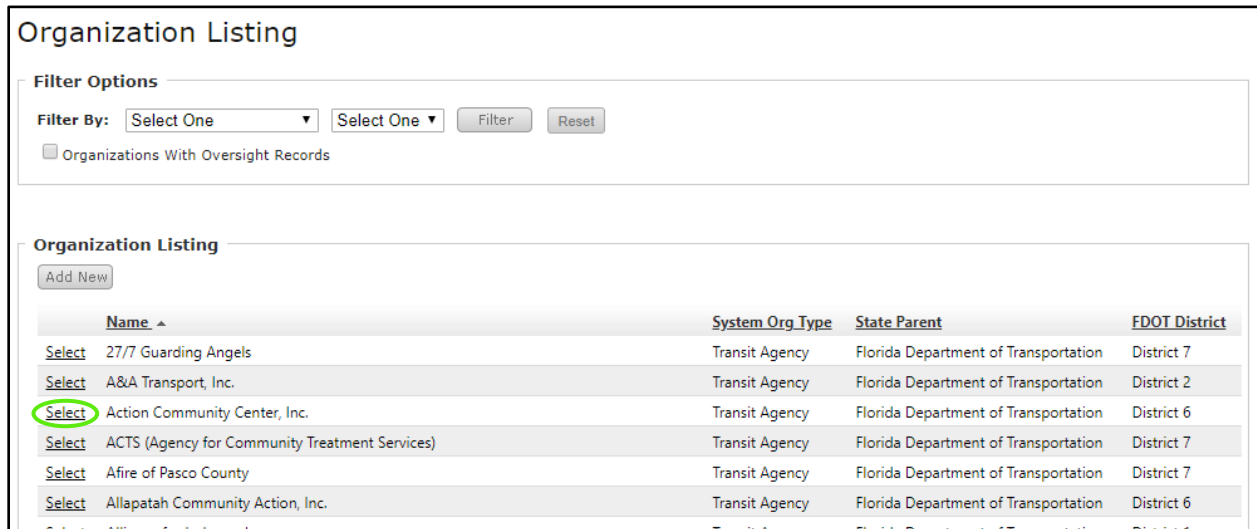 Organization Listing
Filter Options
Filter By: Select One Select One Filter Reset
Organizations With Oversight Records
Organization Listing
Add New
Name System Org Type State Parent FDOT District
Select 27/7 Guarding Angels Transit Agency Florida Department of Transportation District 7
Select A&A Transport, Inc. Transit Agency Florida Department of Transportation District 2
Select Action Community Center, Inc. Transit Agency Florida Department of Transportation District 6
Select ACTS (Agency for Community Treatment Services) Transit Agency Florida Department of Transportation District 7
Select Afire of Pasco County Transit Agency Florida Department of Transportation District 7
Select Allapatah Community Action, Inc. Transit Agency Florida Department of Transportation District 6